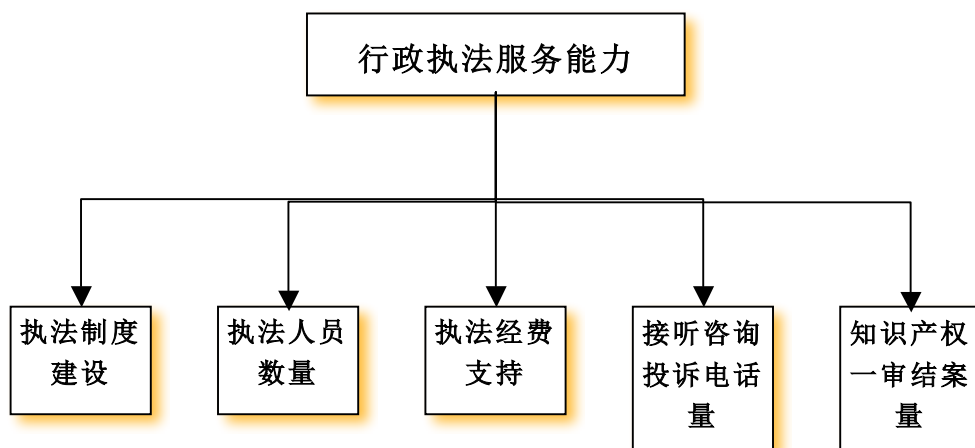 行政执法服务能力
执法制度
建设
执法人员
数量
执法经费
支持
接听咨询
投诉电话
量
知识产权
一审结案
量